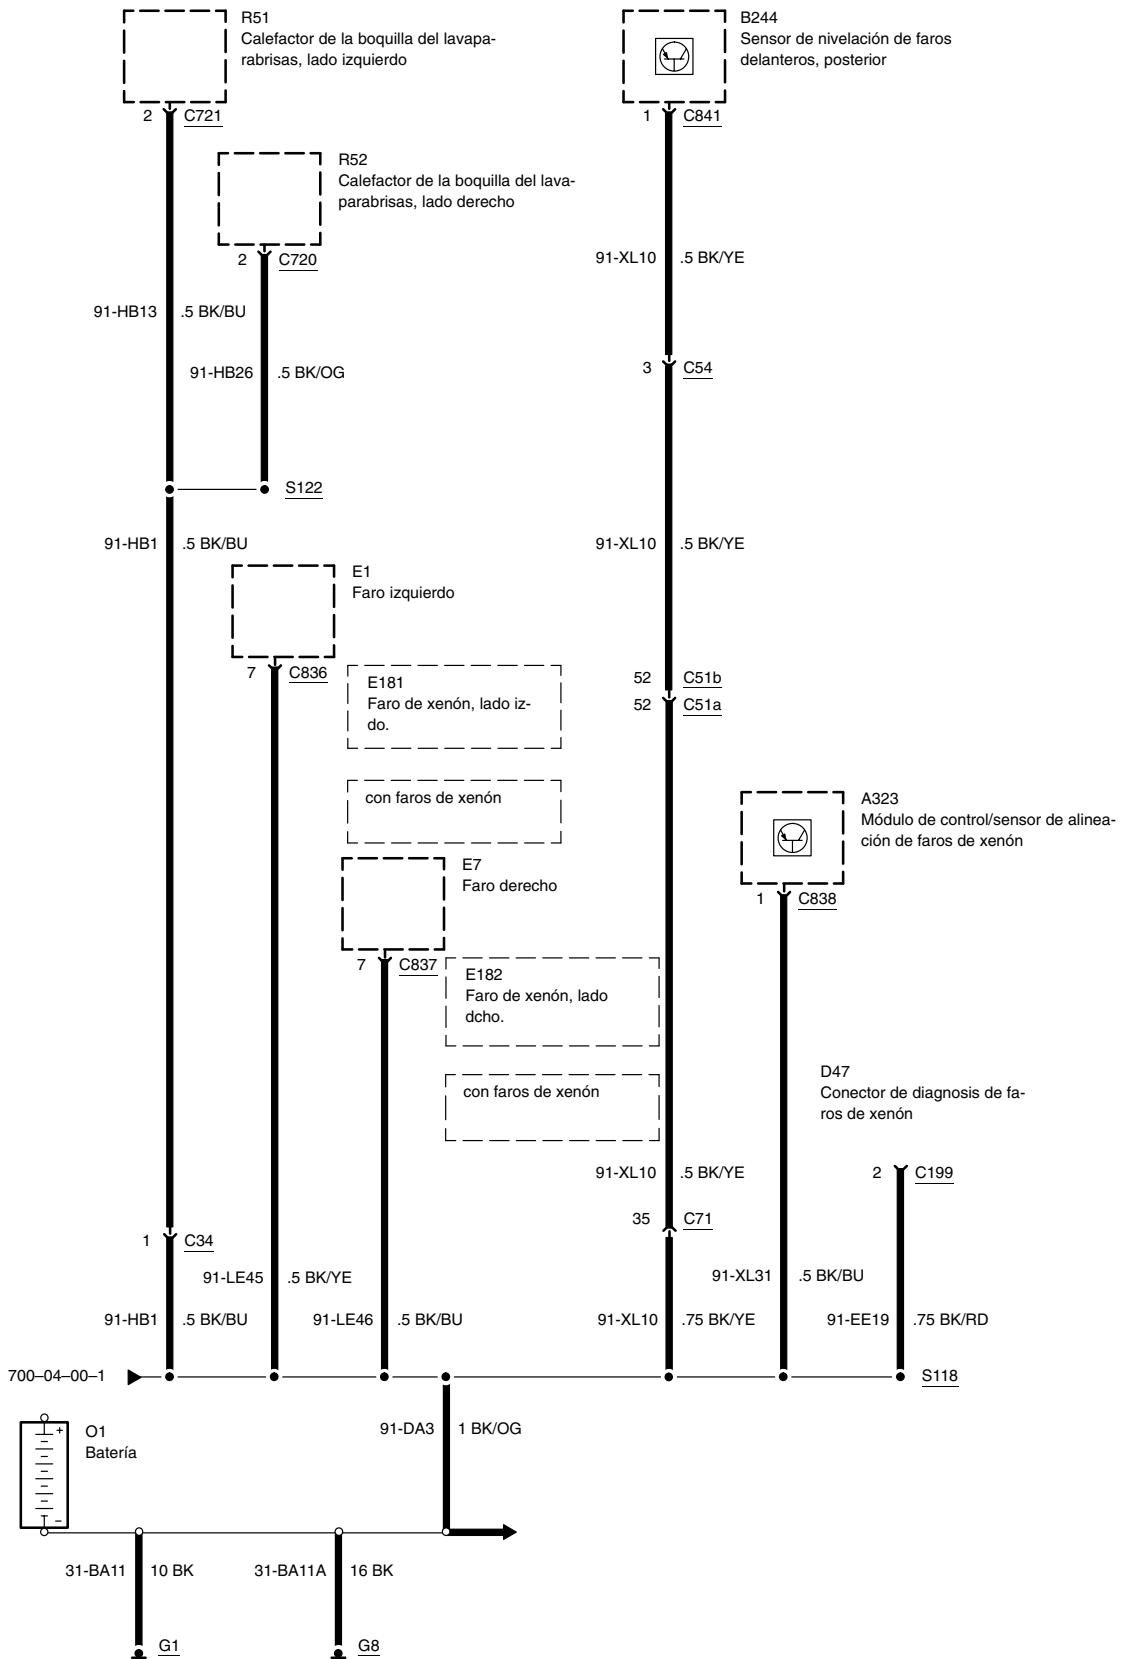 R51
Calefactor de la boquilla del lavapa-
rabrisas, lado izquierdo
2 C721
B244
Sensor de nivelación de faros
delanteros, posterior
1 C841
R52
Calefactor de la boquilla del lava-
parabrisas, lado derecho
2 C720
91-XL10 .5 BK/YE
91-HB13 .5 BK/BU
91-HB26 .5 BK/OG
3 C54
S122
91-HB1 .5 BK/BU
91-XL10 .5 BK/YE
E1
Faro izquierdo
7 C836
E181
Faro de xenón, lado iz-
do.
52 C51b
52 C51a
con faros de xenón
A323
Módulo de control/sensor de alinea-
ción de faros de xenón
1 C838
E7
Faro derecho
7 C837
E182
Faro de xenón, lado
dcho.
con faros de xenón
D47
Conector de diagnosis de fa-
ros de xenón
91-XL10 .5 BK/YE
2 C199
35 C71
1 C34
91-LE45 .5 BK/YE
91-XL31 .5 BK/BU
91-HB1 .5 BK/BU
91-LE46 .5 BK/BU
91-XL10 .75 BK/YE
91-EE19 .75 BK/RD
700–04–00–1
S118
O1
Batería
+
–
91-DA3 1 BK/OG
31-BA11 10 BK
31-BA11A 16 BK
G1
G8